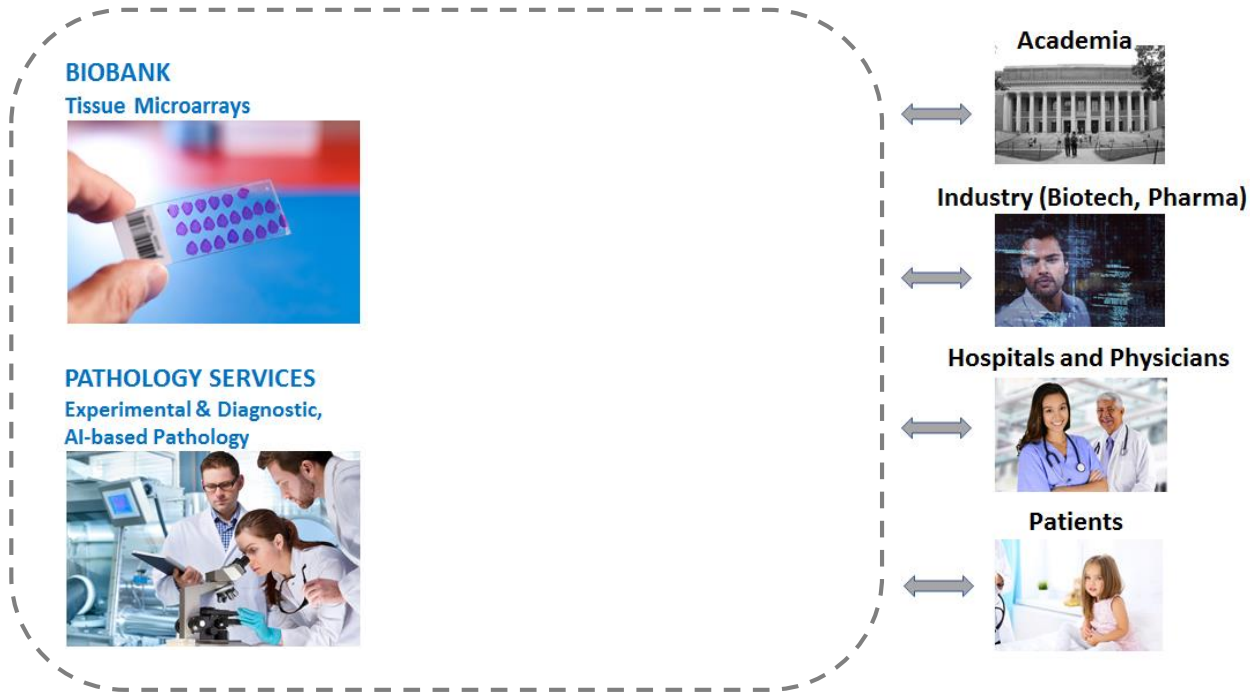 BIOBANK
Tissue Microarrays
PATHOLOGY SERVICES
Experimental & Diagnostic,
AI-based Pathology
Academia
Industry (Biotech, Pharma)
Hospitals and Physicians
Patients